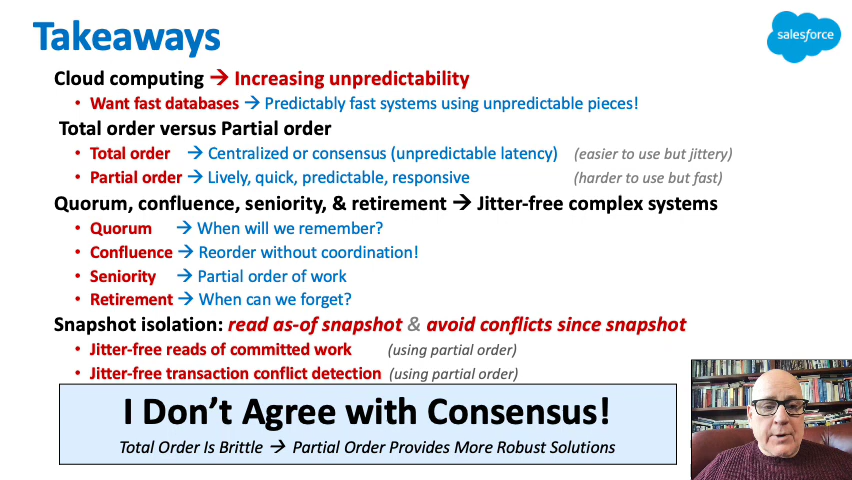 Takeaways
salesforce
Cloud computing → Increasing unpredictability
• Want fast databases → Predictably fast systems using unpredictable pieces!
Total order versus Partial order
• Total order → Centralized or consensus (unpredictable latency) (easier to use but jittery)
• Partial order → Lively, quick, predictable, responsive (harder to use but fast)
Quorum, confluence, seniority, & retirement → Jitter-free complex systems
• Quorum → When will we remember?
• Confluence → Reorder without coordination!
• Seniority → Partial order of work
• Retirement → When can we forget?
Snapshot isolation: read as-of snapshot & avoid conflicts since snapshot
• Jitter-free reads of committed work (using partial order)
• Jitter-free transaction conflict detection (using partial order)
I Don't Agree with Consensus!
Total Order Is Brittle → Partial Order Provides More Robust Solutions